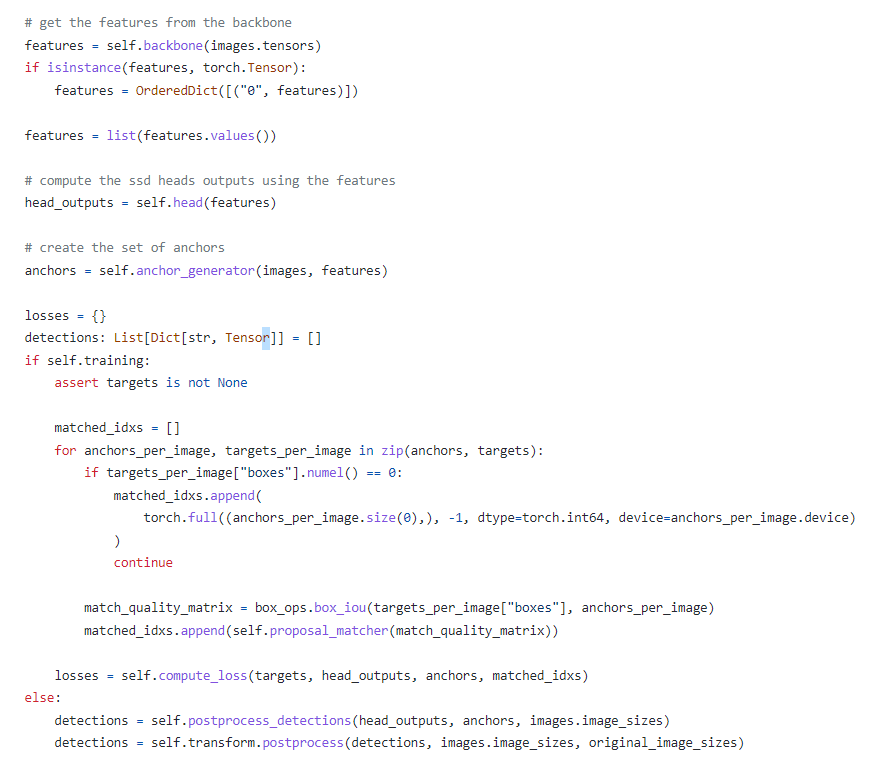 # get the features from the backbone
features = self.backbone(images.tensors)
if isinstance(features, torch.Tensor):
    features = OrderedDict([("0", features)])

features = list(features.values())

# compute the ssd heads outputs using the features
head_outputs = self.head(features)

# create the set of anchors
anchors = self.anchor_generator(images, features)

losses = {}
detections: List[Dict[str, Tensor]] = []
if self.training:
    assert targets is not None

    matched_idxs = []
    for anchors_per_image, targets_per_image in zip(anchors, targets):
        if targets_per_image["boxes"].numel() == 0:
            matched_idxs.append(
                torch.full((anchors_per_image.size(0),), -1, dtype=torch.int64, device=anchors_per_image.device)
            )
            continue

        match_quality_matrix = box_ops.box_iou(targets_per_image["boxes"], anchors_per_image)
        matched_idxs.append(self.proposal_matcher(match_quality_matrix))

    losses = self.compute_loss(targets, head_outputs, anchors, matched_idxs)
else:
    detections = self.postprocess_detections(head_outputs, anchors, images.image_sizes)
    detections = self.transform.postprocess(detections, images.image_sizes, original_image_sizes)